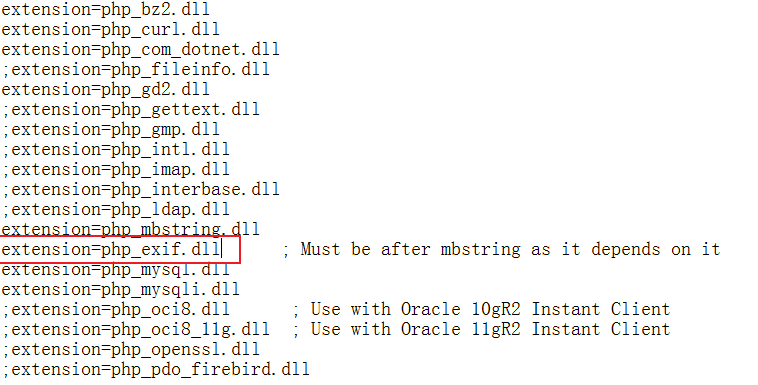 extension=php_bz2.dll
extension=php_curl.dll
extension=php_com_dotnet.dll
;extension=php_fileinfo.dll
extension=php_gd2.dll
;extension=php_gettext.dll
;extension=php_gmp.dll
;extension=php_intl.dll
;extension=php_imap.dll
;extension=php_interbase.dll
;extension=php_ldap.dll
extension=php_mbstring.dll
extension=php_exif.dll      ; Must be after mbstring as it depends on it
extension=php_mysql.dll
extension=php_mysqli.dll
;extension=php_oci8.dll      ; Use with Oracle 10gR2 Instant Client
;extension=php_oci8_11g.dll  ; Use with Oracle 11gR2 Instant Client
;extension=php_openssl.dll
;extension=php_pdo_firebird.dll